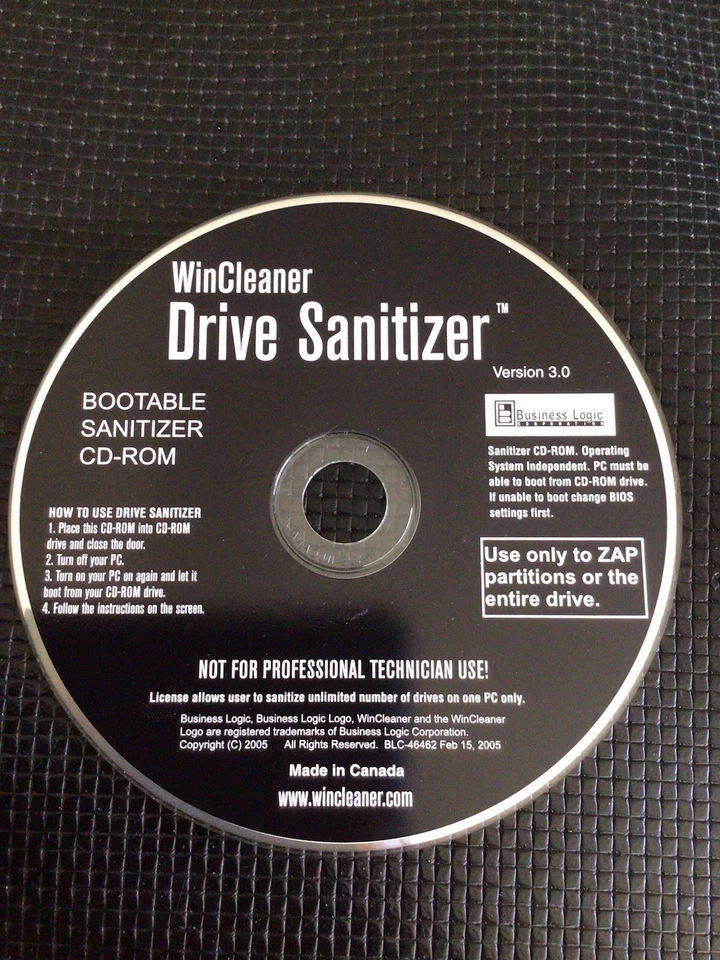 WinCleaner
Drive Sanitizer™
Version 3.0
BOOTABLE
SANITIZER
CD-ROM
Business Logic
CORPORATION
Sanitizer CD-ROM. Operating
System Independent. PC must be
able to boot from CD-ROM drive.
If unable to boot change BIOS
settings first.
HOW TO USE DRIVE SANITIZER
1. Place this CD-ROM into CD-ROM
drive and close the door.
2. Turn off your PC.
3. Turn on your PC on again and let it
boot from your CD-ROM drive.
4. Follow the instructions on the screen.
Use only to ZAP
partitions or the
entire drive.
NOT FOR PROFESSIONAL TECHNICIAN USE!
License allows user to sanitize unlimited number of drives on one PC only.
Business Logic, Business Logic Logo, WinCleaner and the WinCleaner
Logo are registered trademarks of Business Logic Corporation.
Copyright (C) 2005 All Rights Reserved. BLC-46462 Feb 15, 2005
Made in Canada
www.wincleaner.com